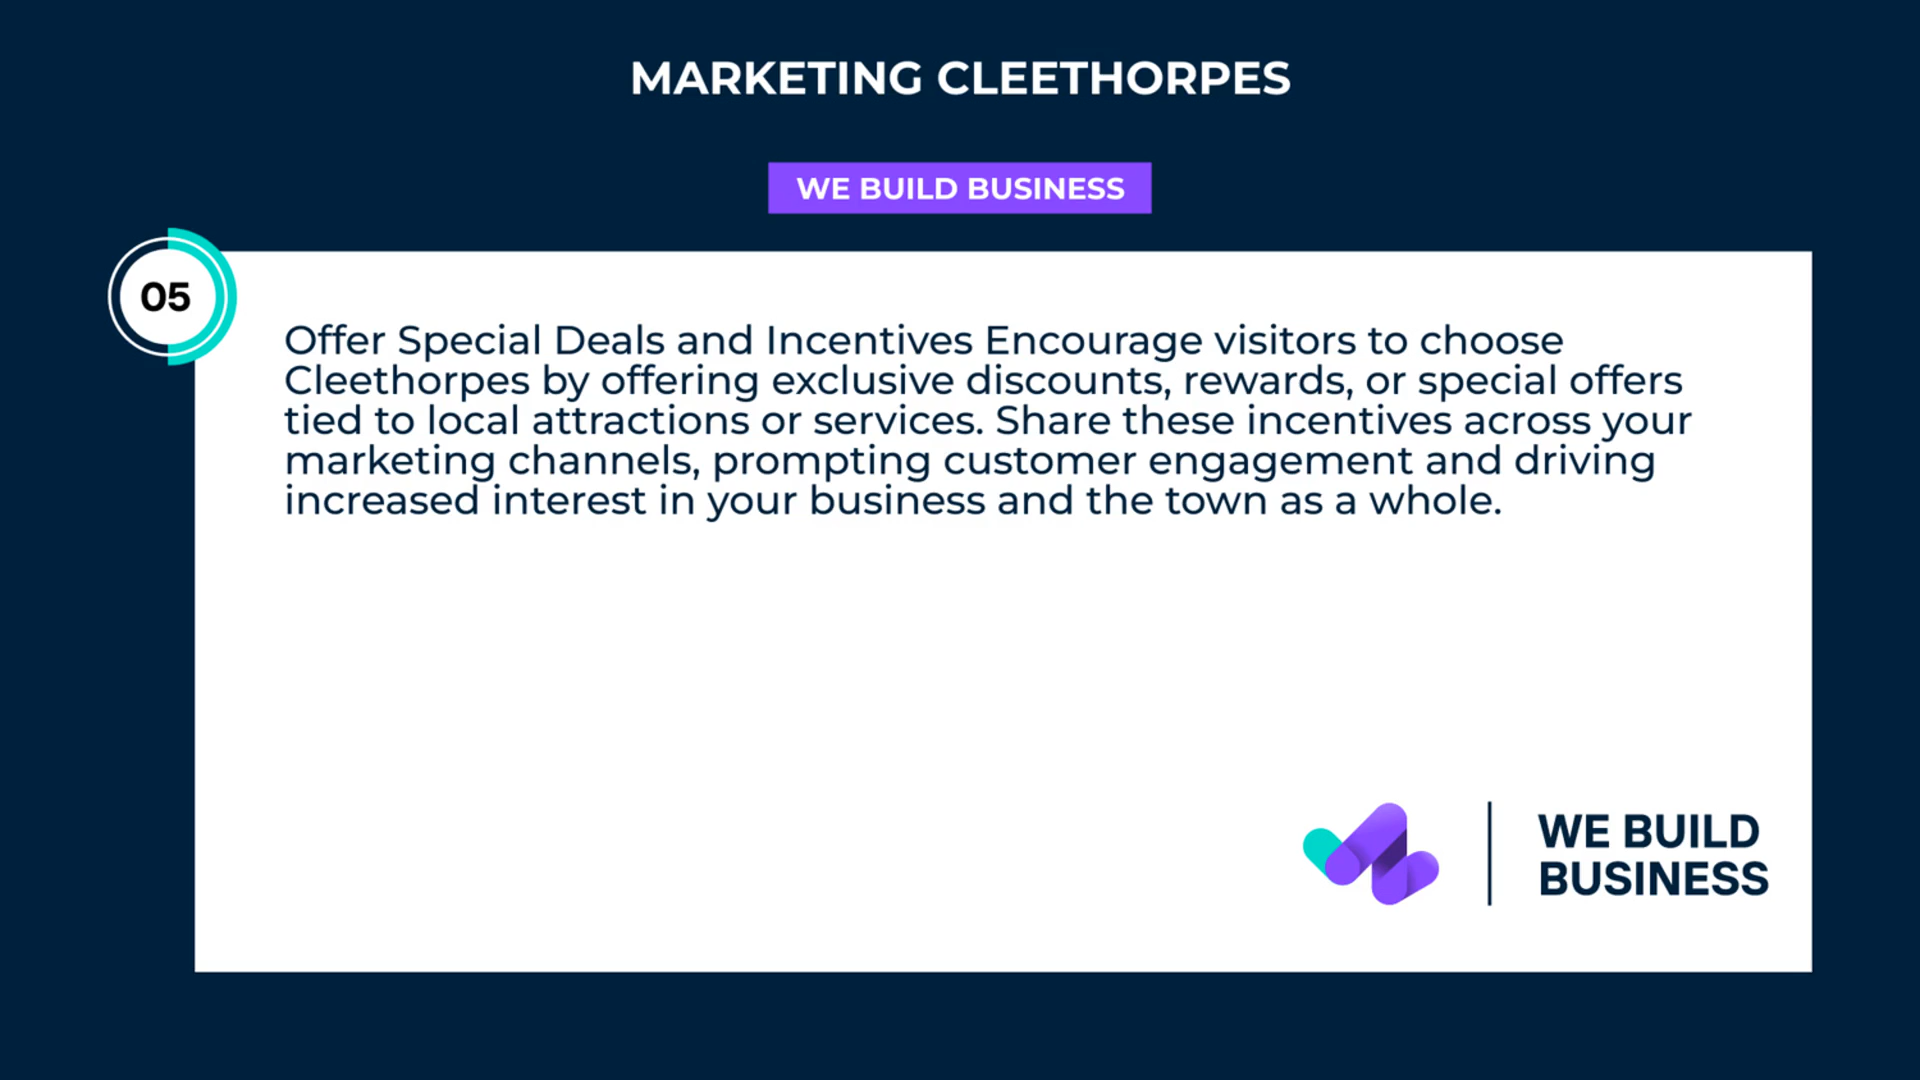 MARKETING CLEETHORPES
WE BUILD BUSINESS
05
Offer Special Deals and Incentives Encourage visitors to choose
Cleethorpes by offering exclusive discounts, rewards, or special offers
tied to local attractions or services. Share these incentives across your
marketing channels, prompting customer engagement and driving
increased interest in your business and the town as a whole.
WE BUILD
BUSINESS